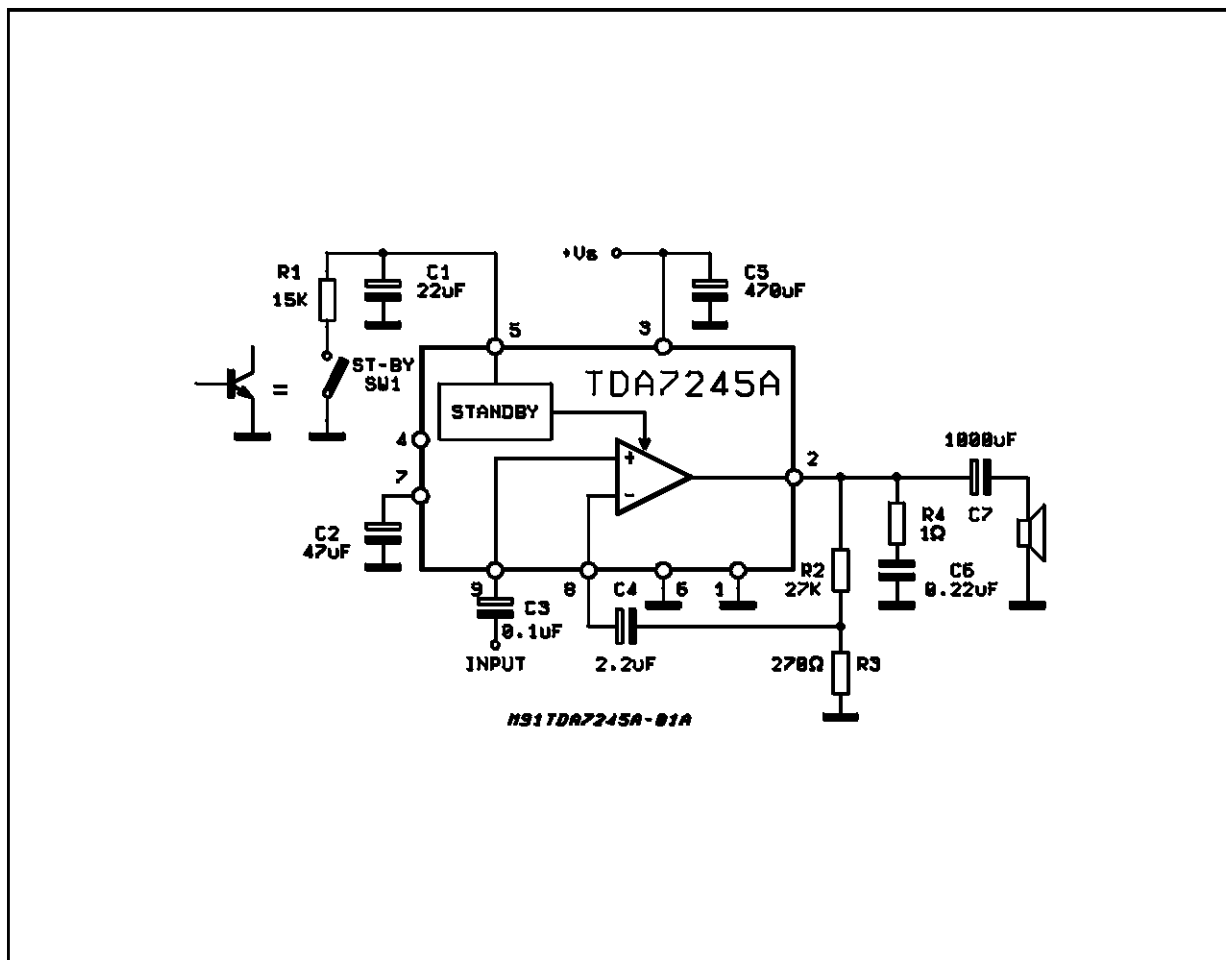 +Vs
R1
15K
C1
22uF
C5
470uF
5
3
ST-BY
SW1
=
TDA7245A
STANDBY
4
7
+
-
2
1000uF
C7
C2
47uF
R4
1Ω
R2
27K
C6
0.22uF
9
8
C4
6
1
C3
0.1uF
INPUT
2.2uF
270Ω
R3
M91TDA7245A-01A